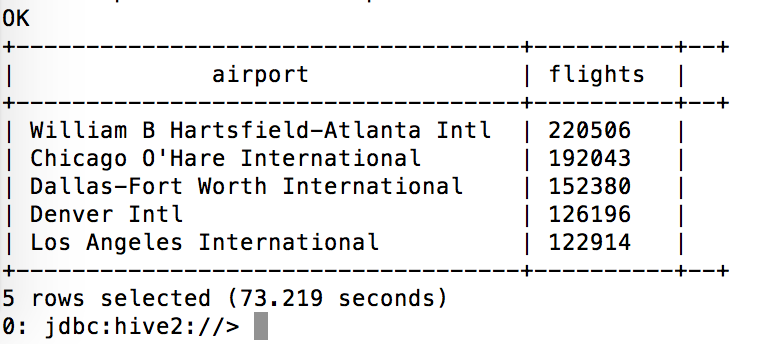 OK
+------------------------------------+----------+--+
|              airport               | flights  |
+------------------------------------+----------+--+
| William B Hartsfield-Atlanta Intl  | 220506   |
| Chicago O'Hare International       | 192043   |
| Dallas-Fort Worth International    | 152380   |
| Denver Intl                        | 126196   |
| Los Angeles International          | 122914   |
+------------------------------------+----------+--+
5 rows selected (73.219 seconds)
0: jdbc:hive2://>